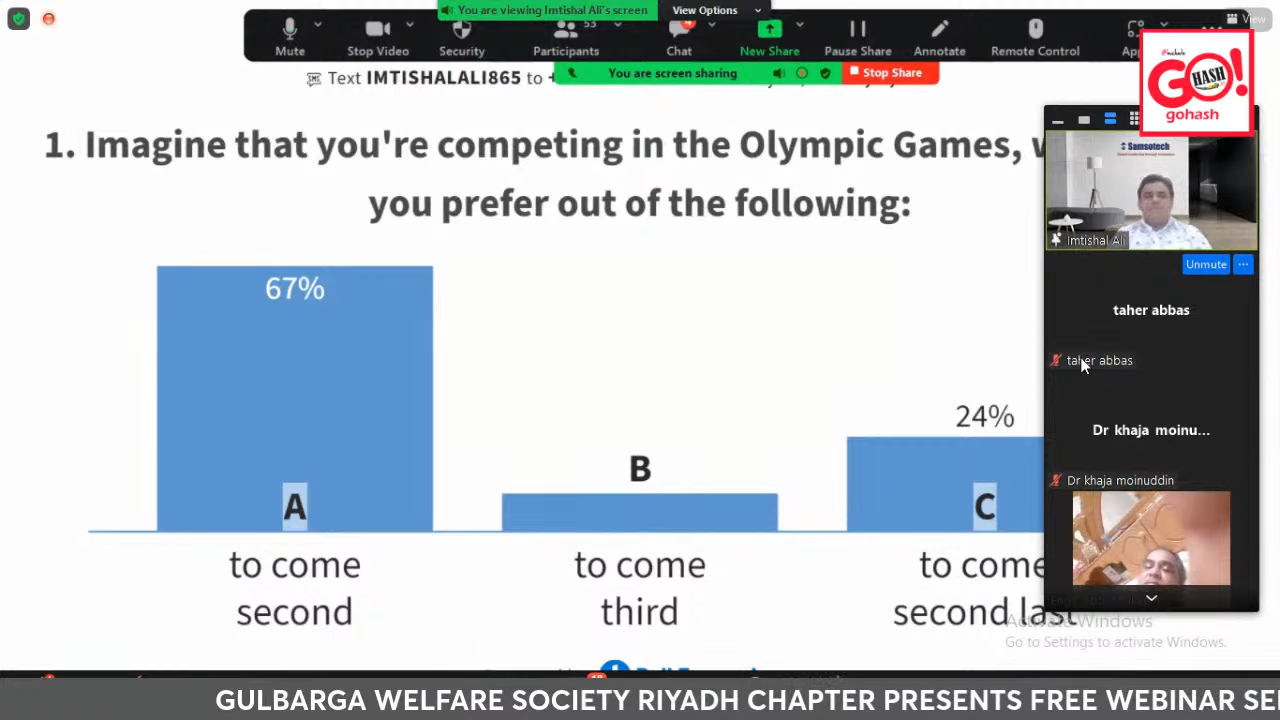 You are viewing Imtishal Ali's screen
View Options
View
Mute
Stop Video
Security
53
Participants
4
Chat
New Share
Pause Share
Annotate
Remote Control
You are screen sharing
Stop Share
Text IMTISHALALI865 to
GO!
HASH
gohash
1. Imagine that you're competing in the Olympic Games,
you prefer out of the following:
Samsotech
Imtishal Ali
Unmute
taher abbas
taher abbas
Dr khaja moinu...
Dr khaja moinuddin
67%
24%
A
B
C
to come
second
to come
third
to come
second last
Activate Windows
Go to Settings to activate Windows.
GULBARGA WELFARE SOCIETY RIYADH CHAPTER PRESENTS FREE WEBINAR